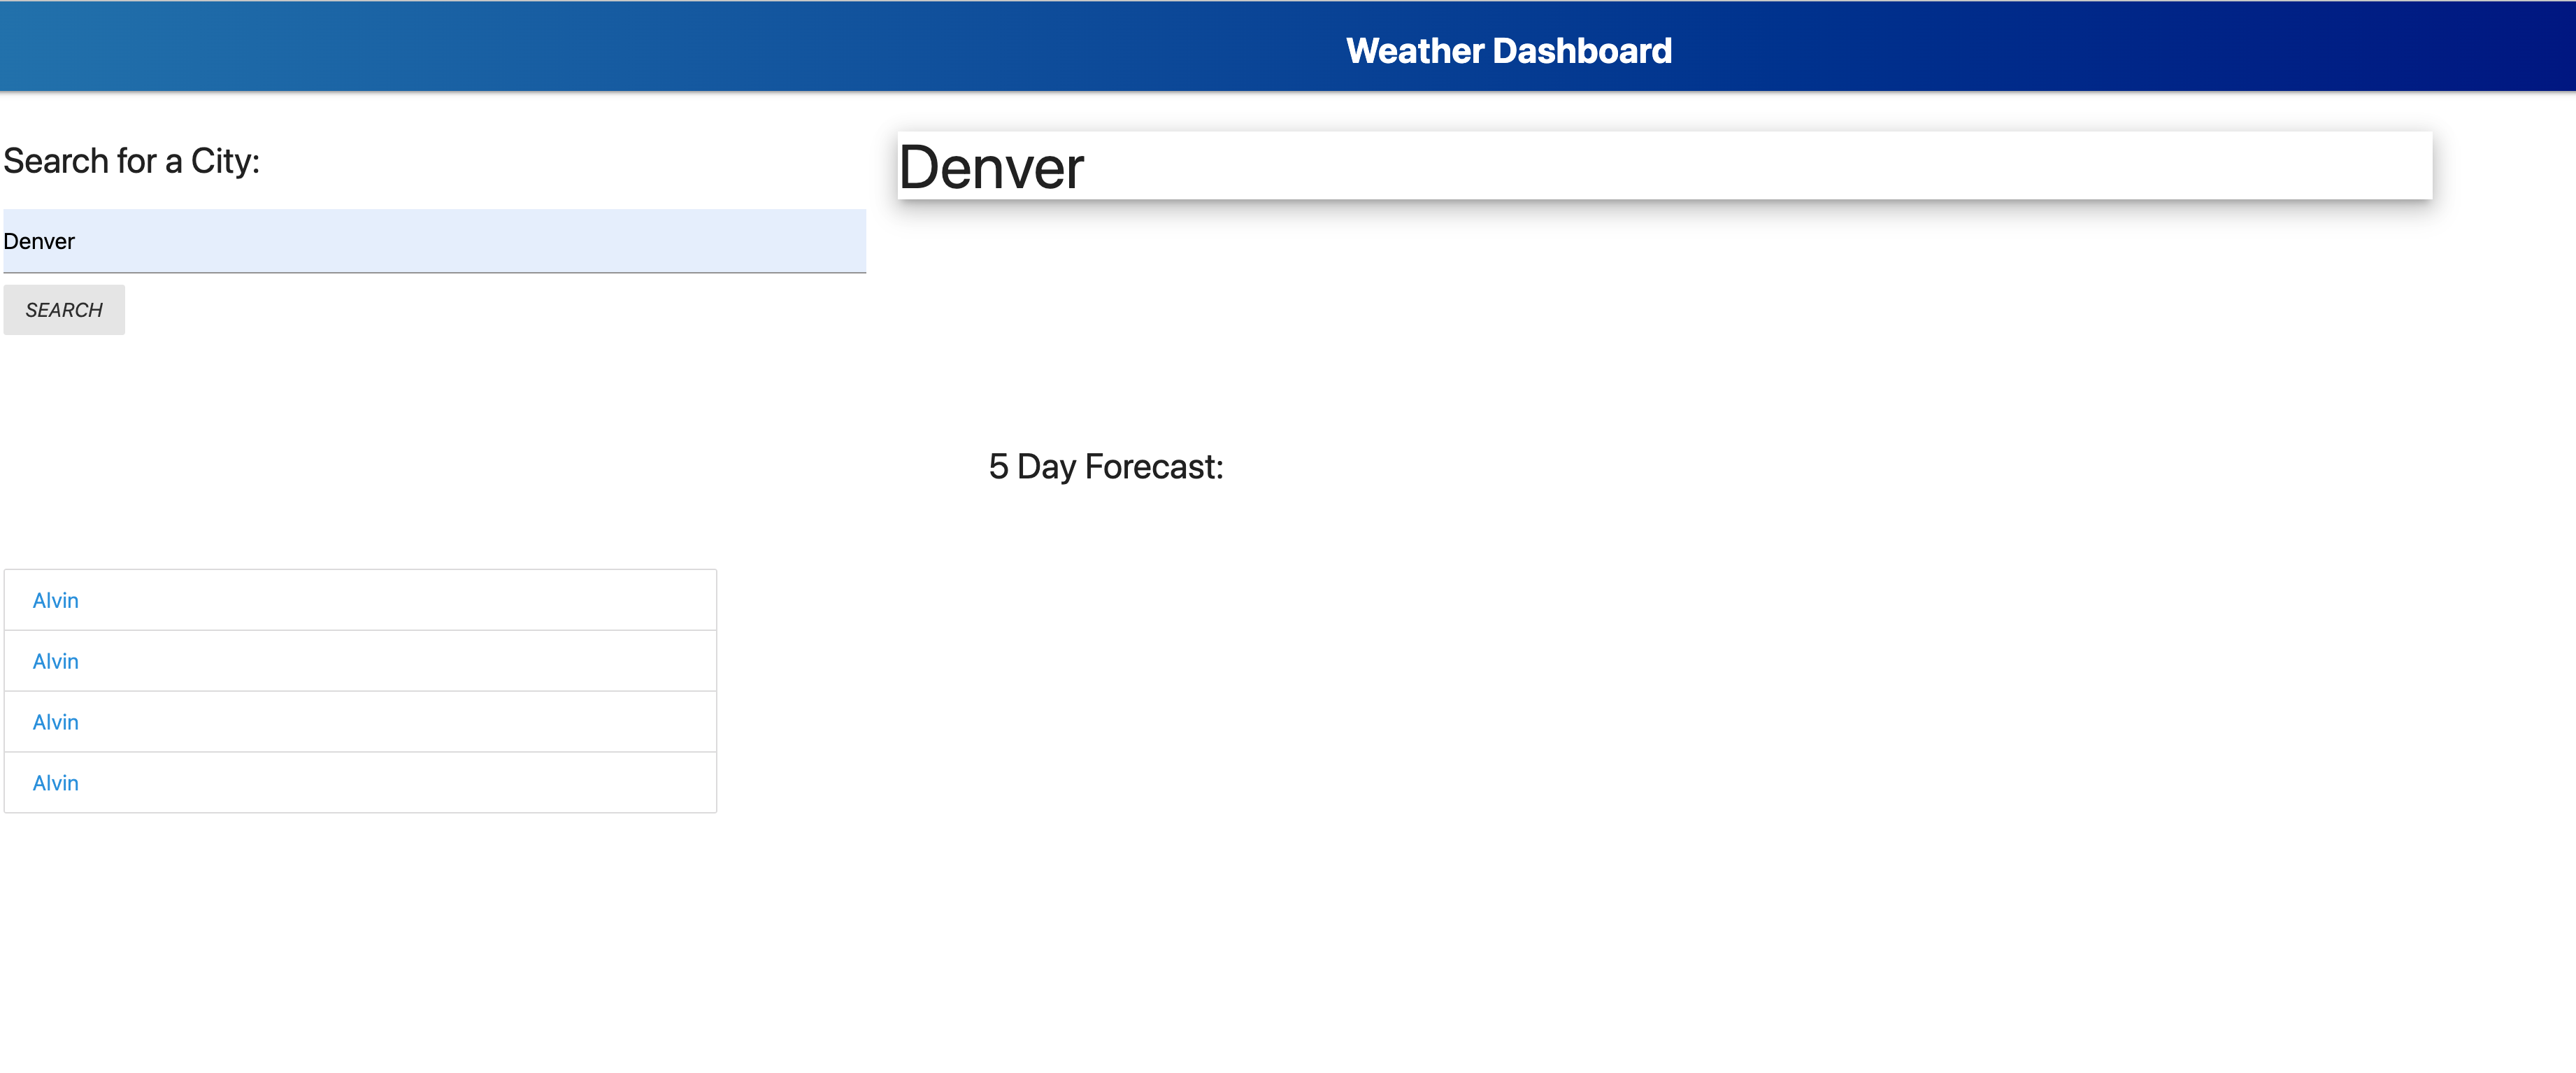 Weather Dashboard
Search for a City:
Denver
SEARCH
Denver
5 Day Forecast:
Alvin
Alvin
Alvin
Alvin